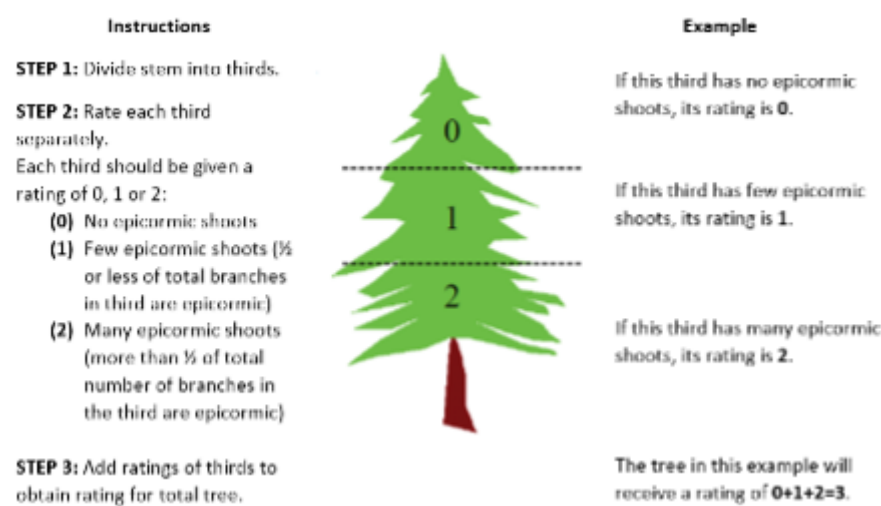 Instructions
STEP 1: Divide stem into thirds.
STEP 2: Rate each third
separately.
Each third should be given a
rating of 0, 1 or 2:
(0) No epicormic shoots
(1) Few epicormic shoots (½
or less of total branches
in third are epicormic)
(2) Many epicormic shoots
(more than ½ of total
number of branches in
the third are epicormic)
STEP 3: Add ratings of thirds to
obtain rating for total tree.
0
1
2
Example
If this third has no epicormic
shoots, its rating is 0.
If this third has few epicormic
shoots, its rating is 1.
If this third has many epicormic
shoots, its rating is 2.
The tree in this example will
receive a rating of 0+1+2=3.